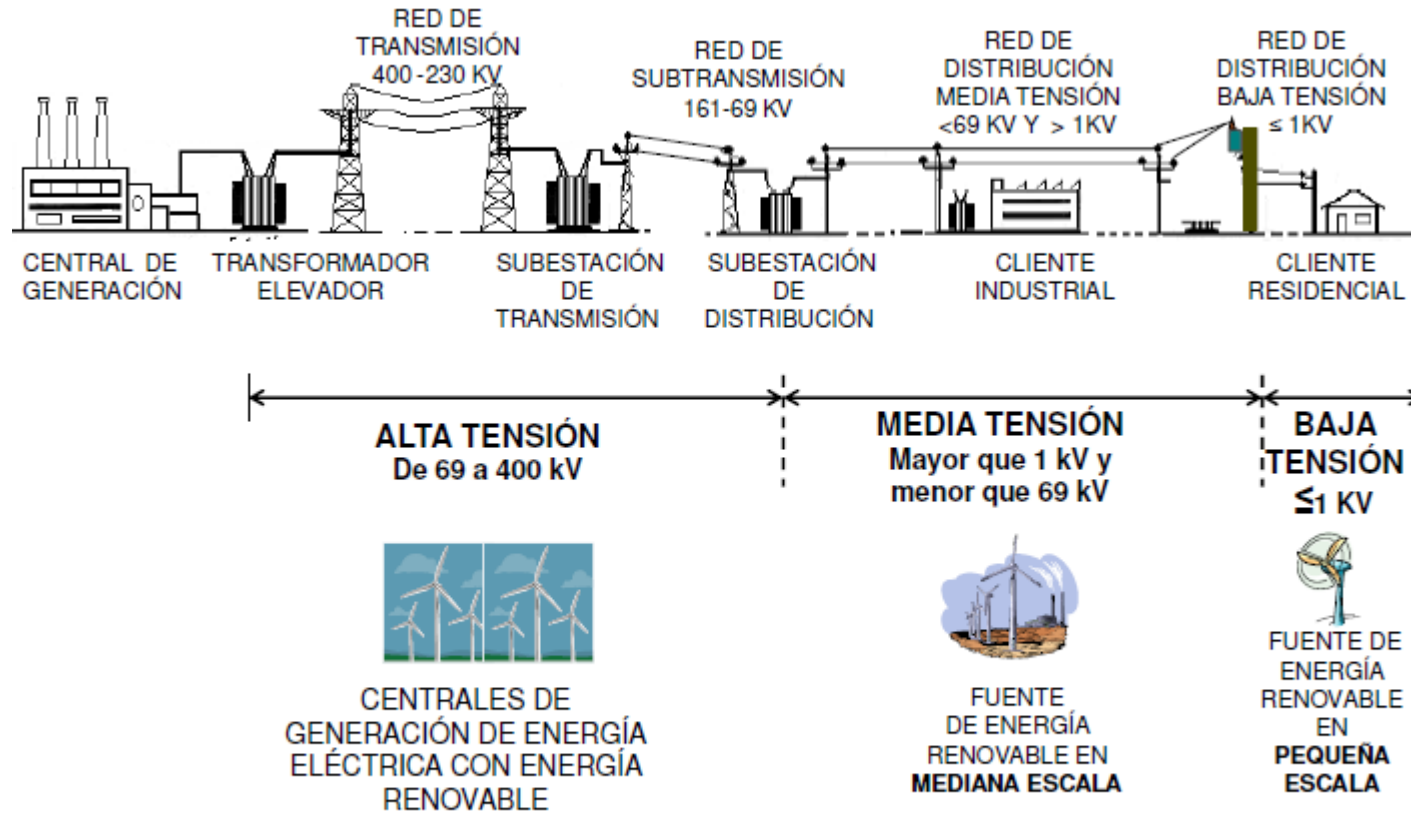 RED DE
TRANSMISIÓN
400 -230 KV
RED DE
SUBTRANSMISIÓN
161-69 KV
RED DE
DISTRIBUCIÓN
MEDIA TENSIÓN
<69 KV Y > 1KV
RED DE
DISTRIBUCIÓN
BAJA TENSIÓN
≤ 1KV
CENTRAL DE
GENERACIÓN
TRANSFORMADOR
ELEVADOR
SUBESTACIÓN
DE
TRANSMISIÓN
SUBESTACIÓN
DE
DISTRIBUCIÓN
CLIENTE
INDUSTRIAL
CLIENTE
RESIDENCIAL
ALTA TENSIÓN
De 69 a 400 kV
MEDIA TENSIÓN
Mayor que 1 kV y
menor que 69 kV
BAJA
TENSIÓN
≤1 KV
CENTRALES DE
GENERACIÓN DE ENERGÍA
ELÉCTRICA CON ENERGÍA
RENOVABLE
FUENTE
DE ENERGÍA
RENOVABLE EN
MEDIANA ESCALA
FUENTE DE
ENERGÍA
RENOVABLE
EN
PEQUEÑA
ESCALA